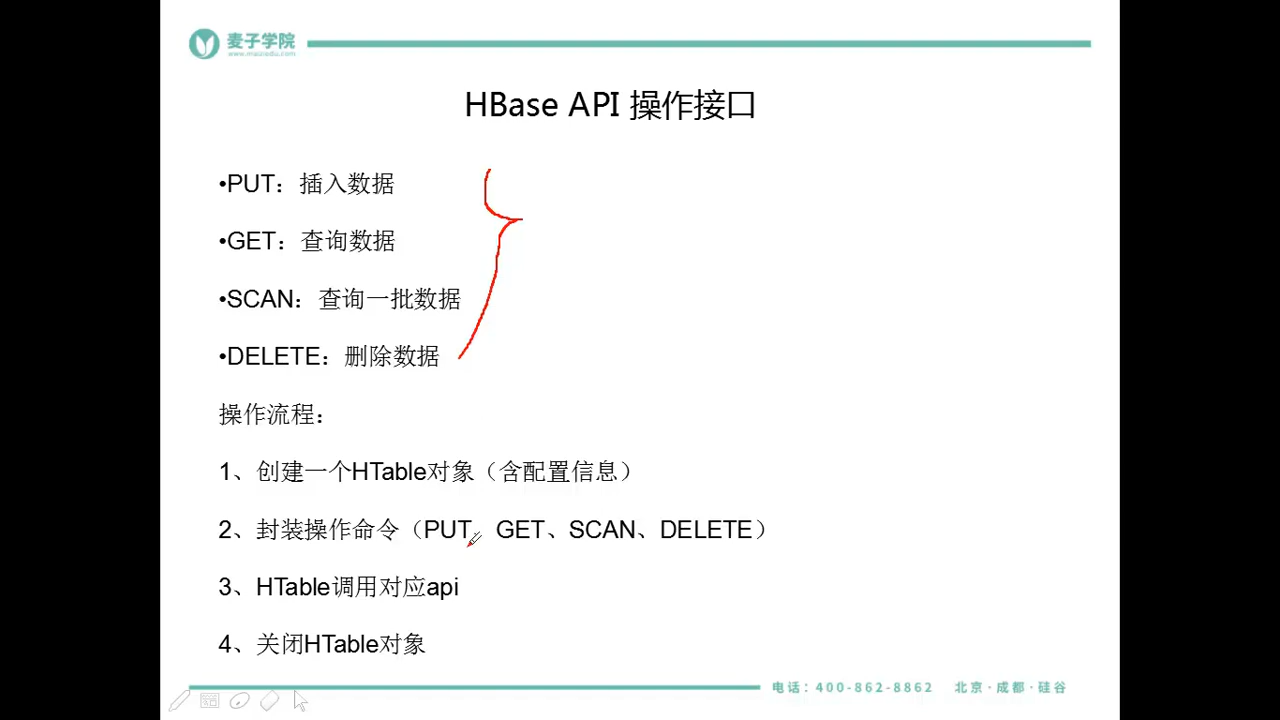 麦子学院
www.maiziedu.com
HBase API 操作接口
•PUT：插入数据
•GET：查询数据
•SCAN：查询一批数据
•DELETE：删除数据
操作流程：
1、创建一个HTable对象（含配置信息）
2、封装操作命令（PUT、GET、SCAN、DELETE）
3、HTable调用对应api
4、关闭HTable对象
电话：400-862-8862 北京·成都·硅谷